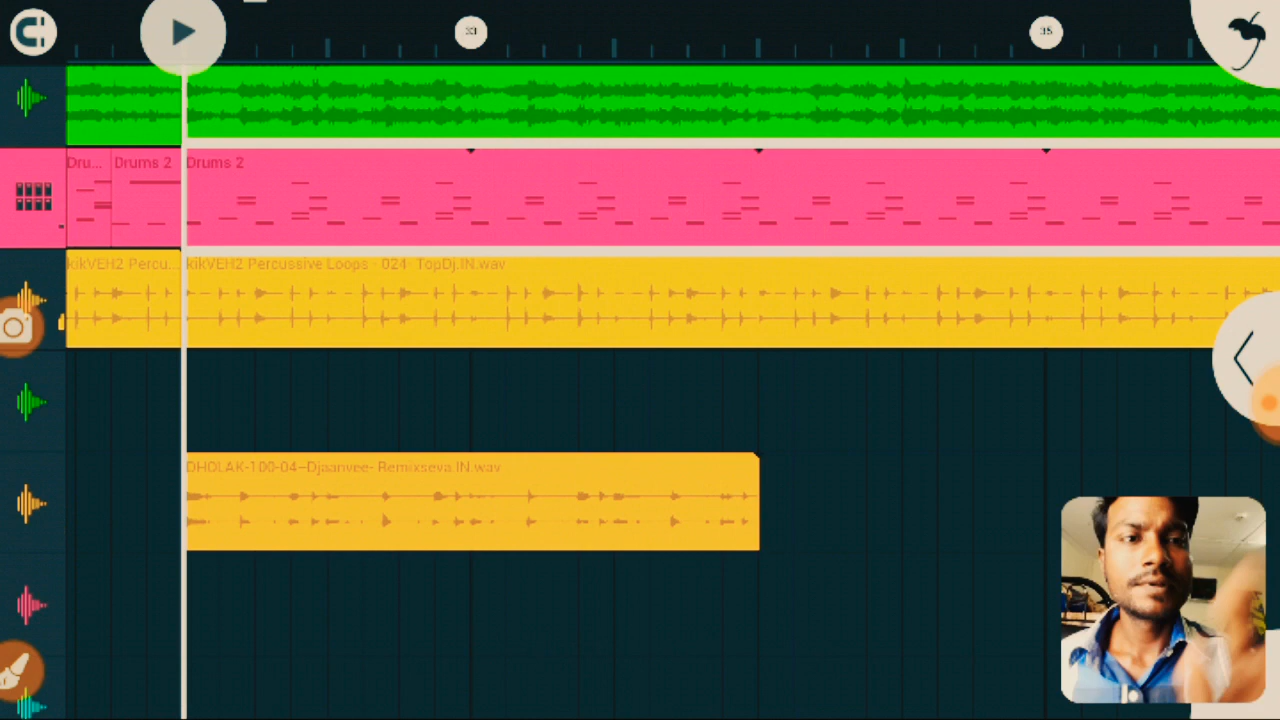 33
35
Dru...
Drums 2
Drums 2
kikVEH2 Percu...
kikVEH2 Percussive Loops - 024- TopDj.IN.wav
DHOLAK-100-04--Djaanvee- Remixseva.IN.wav